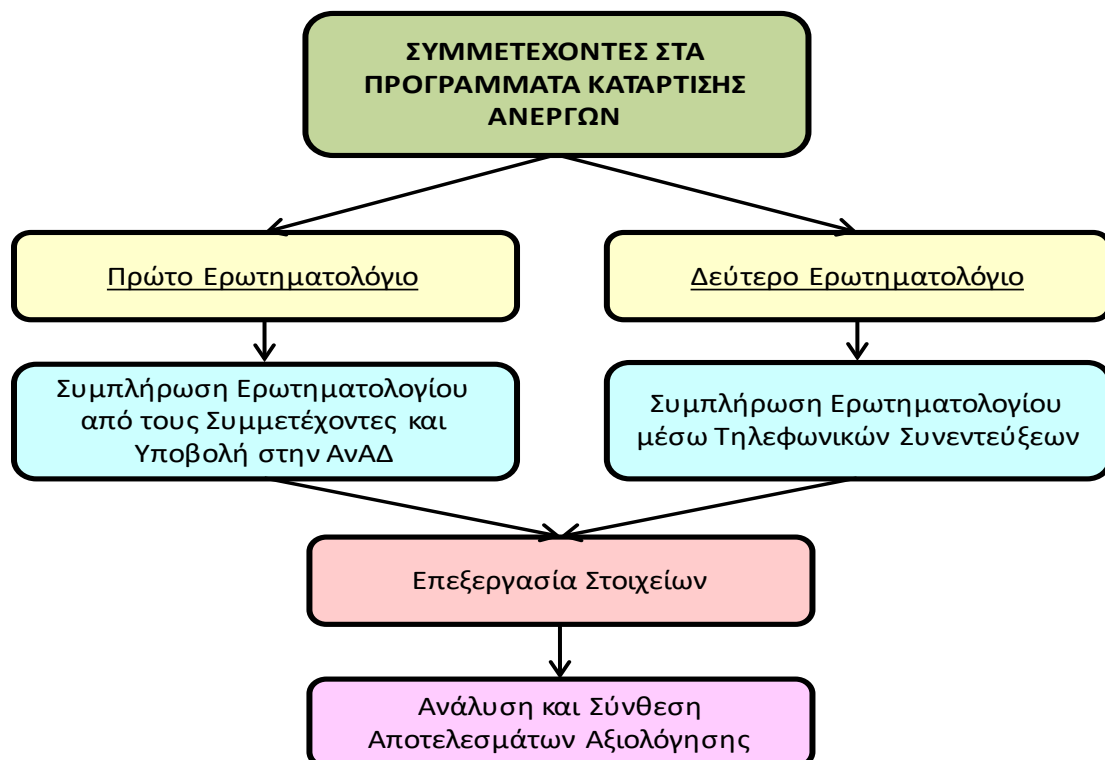 ΣΥΜΜΕΤΕΧΟΝΤΕΣ ΣΤΑ
ΠΡΟΓΡΑΜΜΑΤΑ ΚΑΤΑΡΤΙΣΗΣ
ΑΝΕΡΓΩΝ
Πρώτο Ερωτηματολόγιο
Δεύτερο Ερωτηματολόγιο
Συμπλήρωση Ερωτηματολογίου
από τους Συμμετέχοντες και
Υποβολή στην ΑνΑΔ
Συμπλήρωση Ερωτηματολογίου
μέσω Τηλεφωνικών Συνεντεύξεων
Επεξεργασία Στοιχείων
Ανάλυση και Σύνθεση
Αποτελεσμάτων Αξιολόγησης